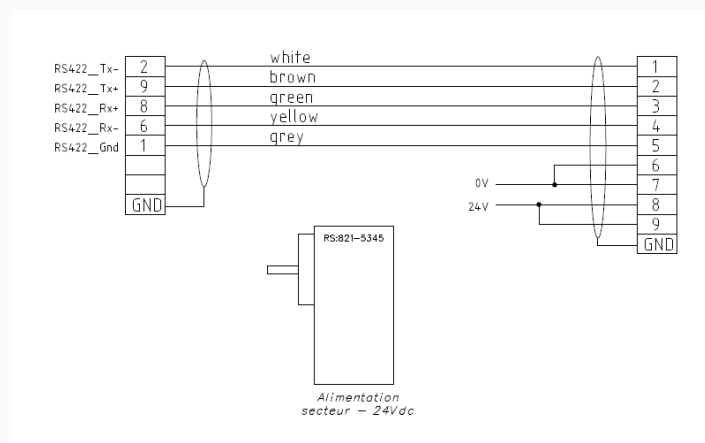 white
RS422_Tx- 2 1
brown
RS422_Tx+ 9 2
green
RS422_Rx+ 8 3
yellow
RS422_Rx- 6 4
grey
RS422_Gnd 1 5
6
0V 7
GND 24V 8
9
RS:821-5345 GND
Alimentation
secteur - 24Vdc